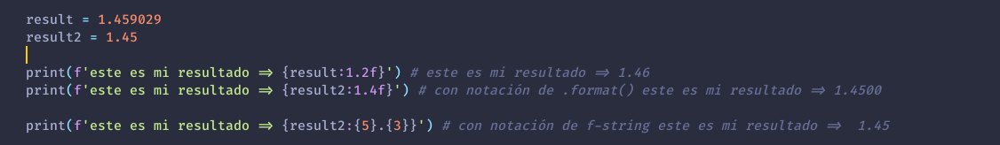 result = 1.459029
result2 = 1.45
print(f'este es mi resultado => {result:1.2f}') # este es mi resultado => 1.46
print(f'este es mi resultado => {result2:1.4f}') # con notación de .format() este es mi resultado => 1.4500
print(f'este es mi resultado => {result2:{5}.{3}}') # con notación de f-string este es mi resultado =>  1.45